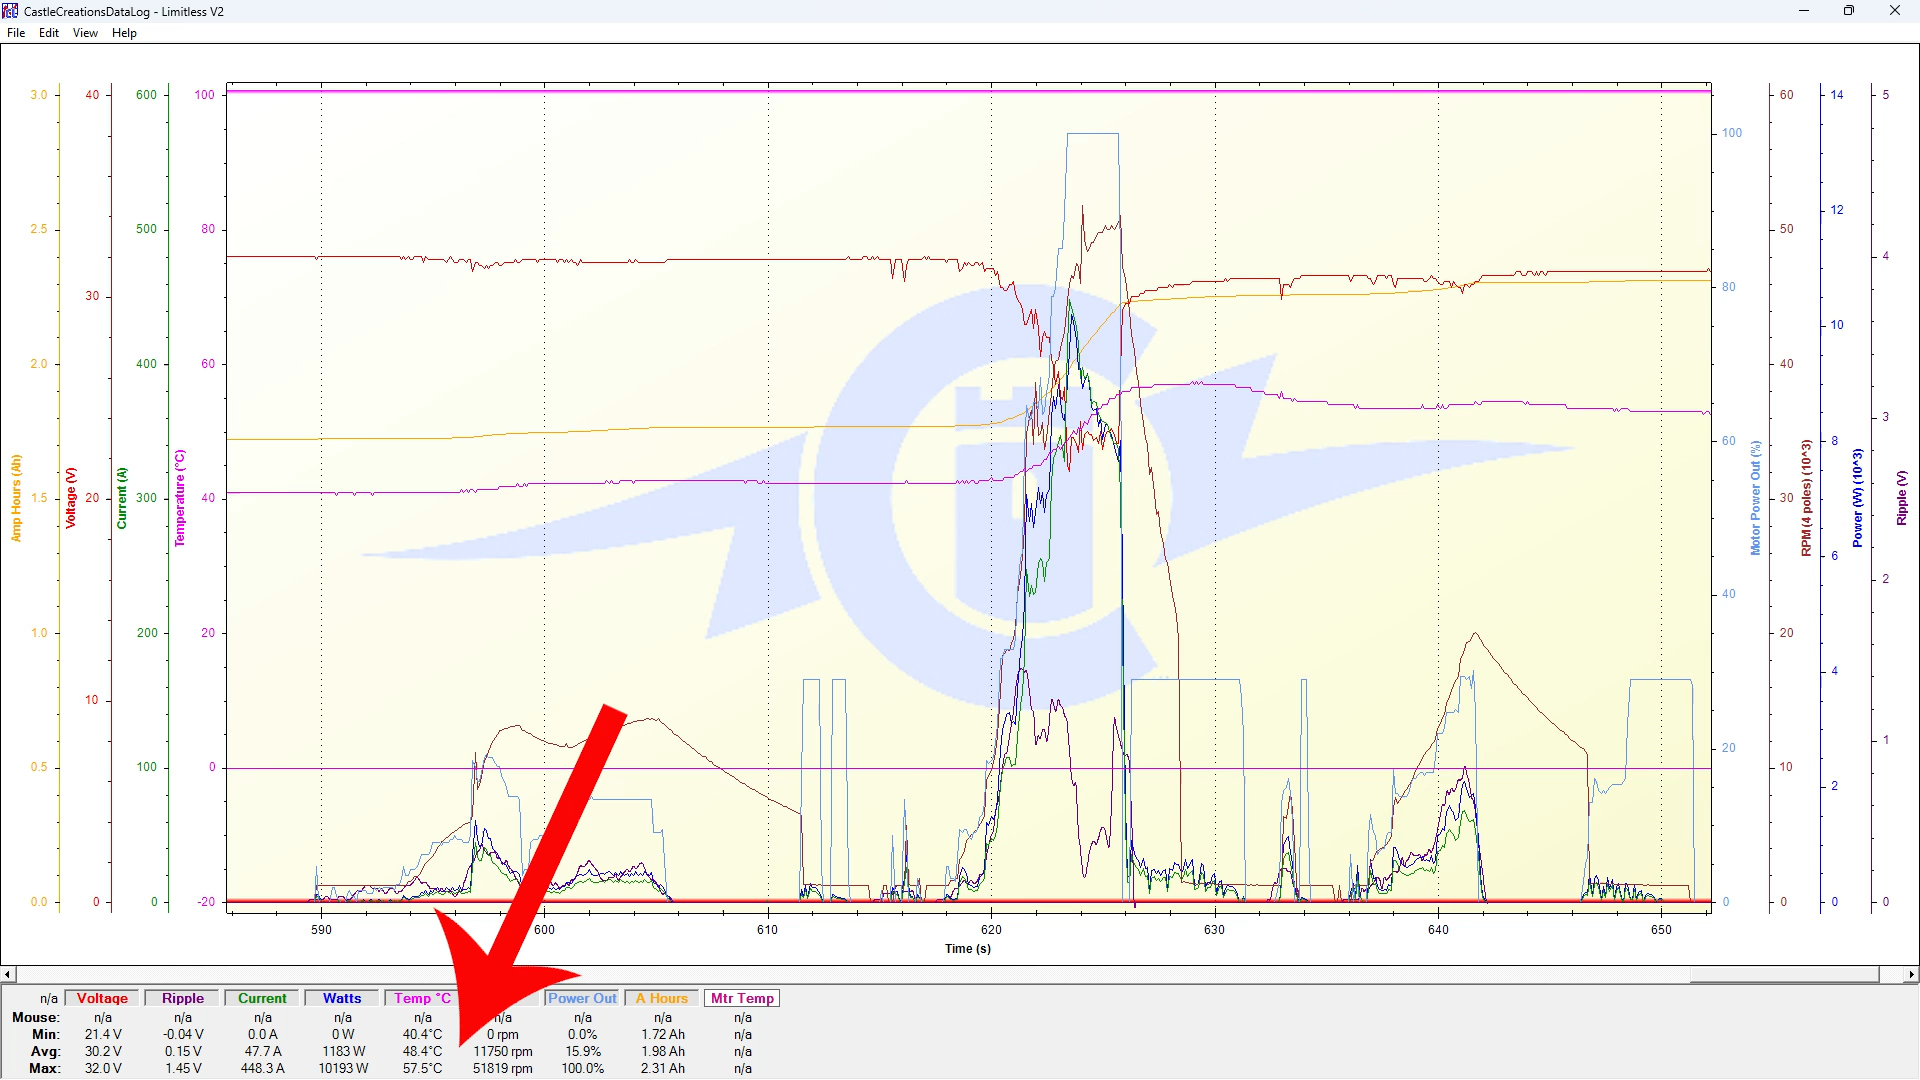 CastleCreationsDataLog - Limitless V2
File Edit View Help
3.0 40 600 100 100 60 14 5
2.5 30 500 80 80 50 12 4
2.0 20 400 60 60 40 10 3
1.5 10 300 40 40 30 8 2
1.0 0 200 20 20 20 6 1
0.5 100 0 0 10 4 0
0.0 0 -20 0 2
0
Amp Hours (Ah)
Voltage (V)
Current (A)
Temperature (°C)
Motor Power Out (%)
RPM(4 poles) (10^3)
Power (W) (10^3)
Ripple (V)
590 600 610 620 630 640 650
Time (s)
n/a Voltage Ripple Current Watts Temp °C Power Out A Hours Mtr Temp
Mouse: n/a n/a n/a n/a n/a n/a n/a n/a n/a
Min: 21.4 V -0.04 V 0.0 A 0 W 40.4°C 0 rpm 0.0% 1.72 Ah n/a
Avg: 30.2 V 0.15 V 47.7 A 1183 W 48.4°C 11750 rpm 15.9% 1.98 Ah n/a
Max: 32.0 V 1.45 V 448.3 A 10193 W 57.5°C 51819 rpm 100.0% 2.31 Ah n/a